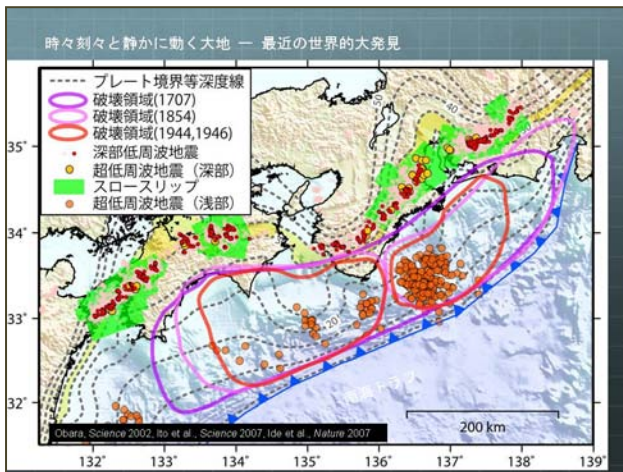 時々刻々と静かに動く大地 ー 最近の世界的大発見
プレート境界等深度線
破壊領域(1707)
破壊領域(1854)
破壊領域(1944,1946)
深部低周波地震
超低周波地震（深部）
スロースリップ
超低周波地震（浅部）
50
40
20
35°
34°
33°
32°
南海トラフ
200 km
Obara, Science 2002, Ito et al., Science 2007, Ide et al., Nature 2007
132° 133° 134° 135° 136° 137° 138° 139°